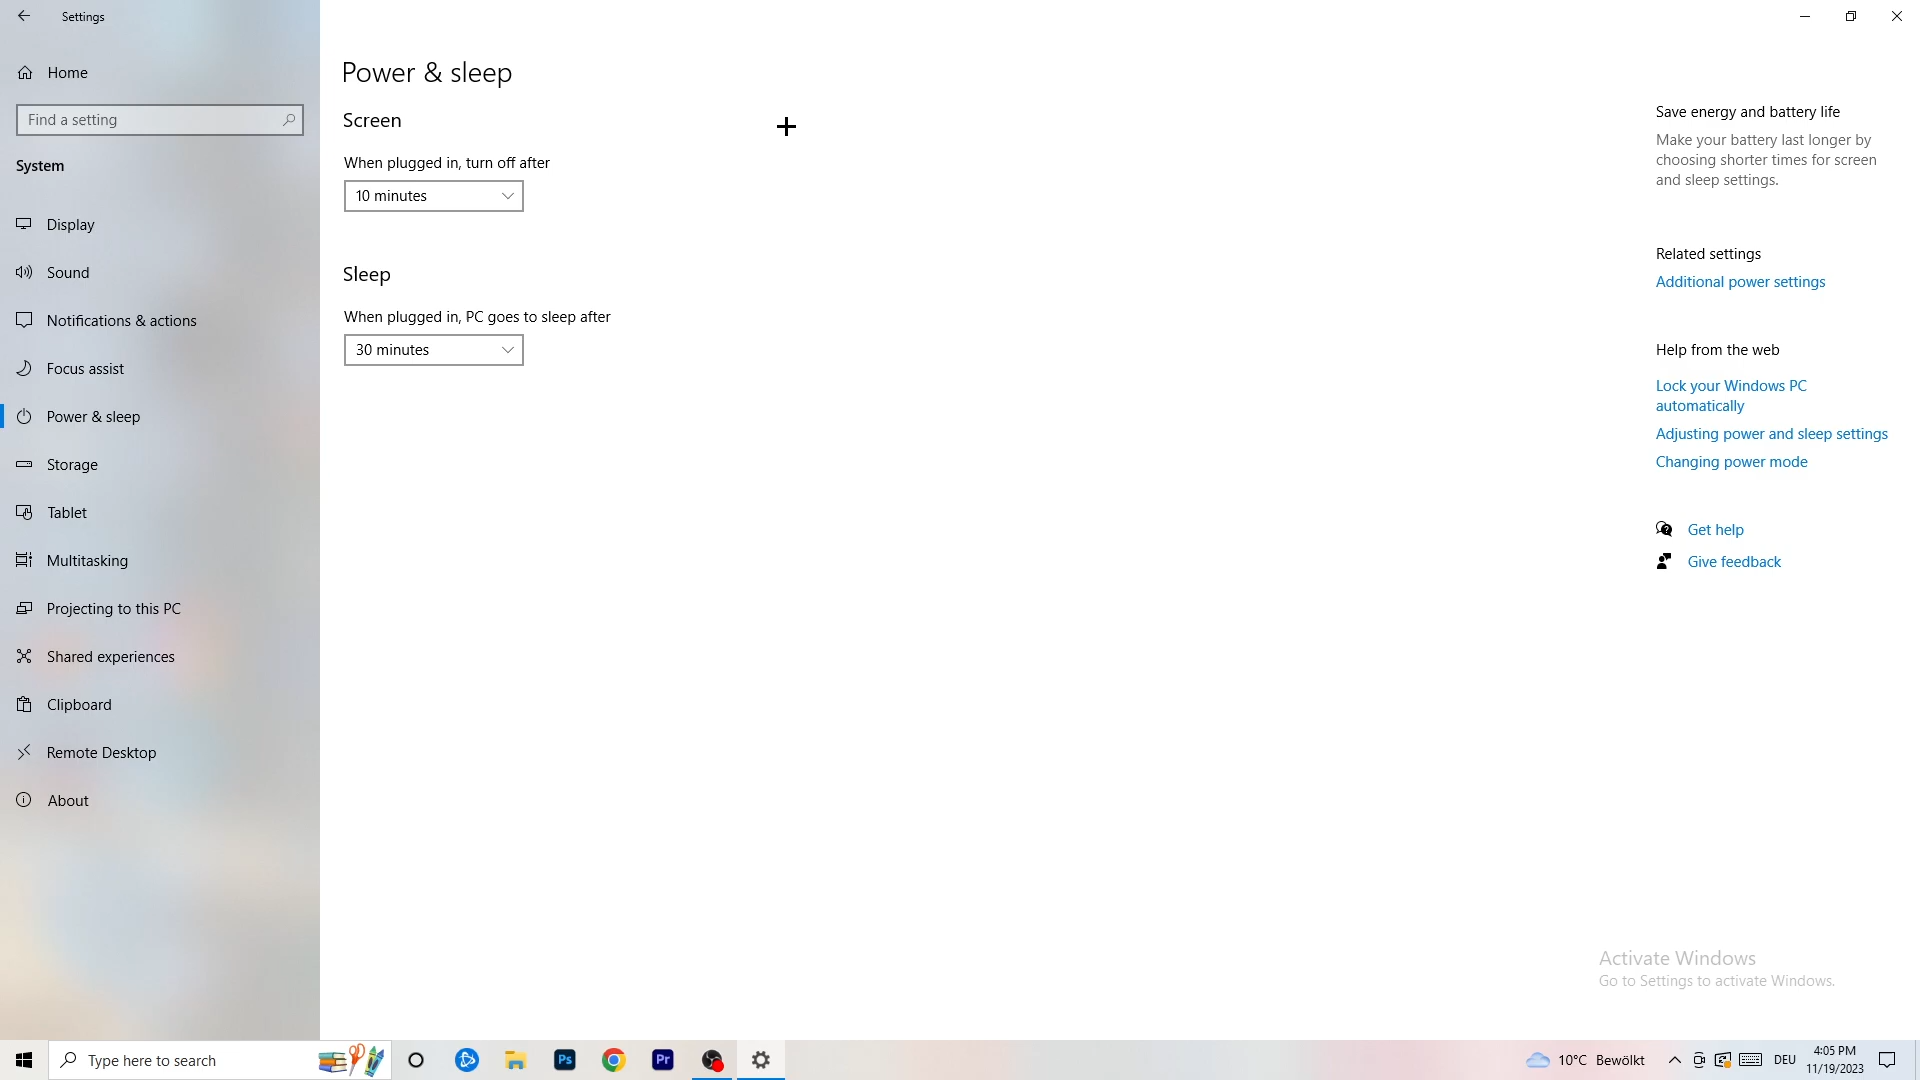 Settings
Home
Find a setting
System
Display
Sound
Notifications & actions
Focus assist
Power & sleep
Storage
Tablet
Multitasking
Projecting to this PC
Shared experiences
Clipboard
Remote Desktop
About
Power & sleep
Screen
When plugged in, turn off after
10 minutes
Sleep
When plugged in, PC goes to sleep after
30 minutes
Save energy and battery life
Make your battery last longer by
choosing shorter times for screen
and sleep settings.
Related settings
Additional power settings
Help from the web
Lock your Windows PC
automatically
Adjusting power and sleep settings
Changing power mode
Get help
Give feedback
Activate Windows
Go to Settings to activate Windows.
Type here to search
Ps
Pr
10°C Bewölkt
DEU
4:05 PM
11/19/2023